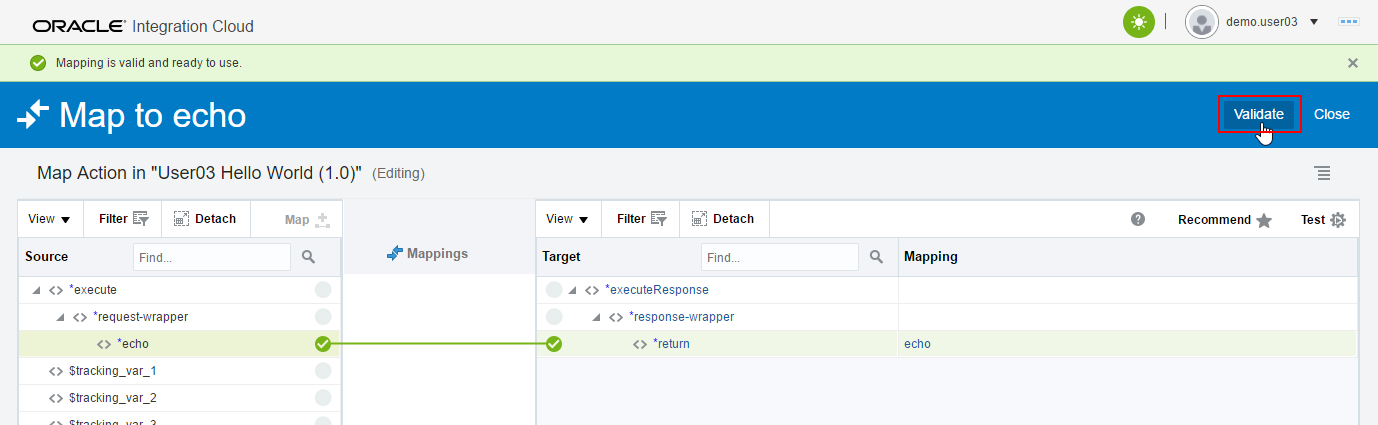 ORACLE Integration Cloud
demo.user03
Mapping is valid and ready to use.
Map to echo
Validate
Close
Map Action in "User03 Hello World (1.0)" (Editing)
View Filter Detach Map
View Filter Detach Recommend Test
Source Find...
Mappings
Target Find... Mapping
*execute *executeResponse
*request-wrapper *response-wrapper
*echo *return echo
$tracking_var_1
$tracking_var_2
$tracking_var_3